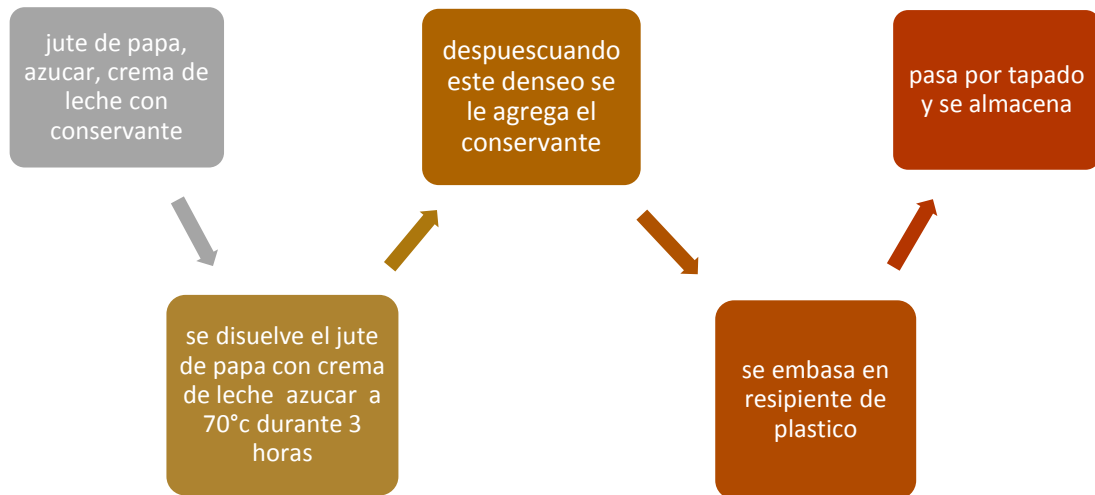 jute de papa,
azucar, crema de
leche con
conservante
se disuelve el jute
de papa con crema
de leche azucar a
70°c durante 3
horas
despuescuando
este denseo se
le agrega el
conservante
se embasa en
resipiente de
plastico
pasa por tapado
y se almacena